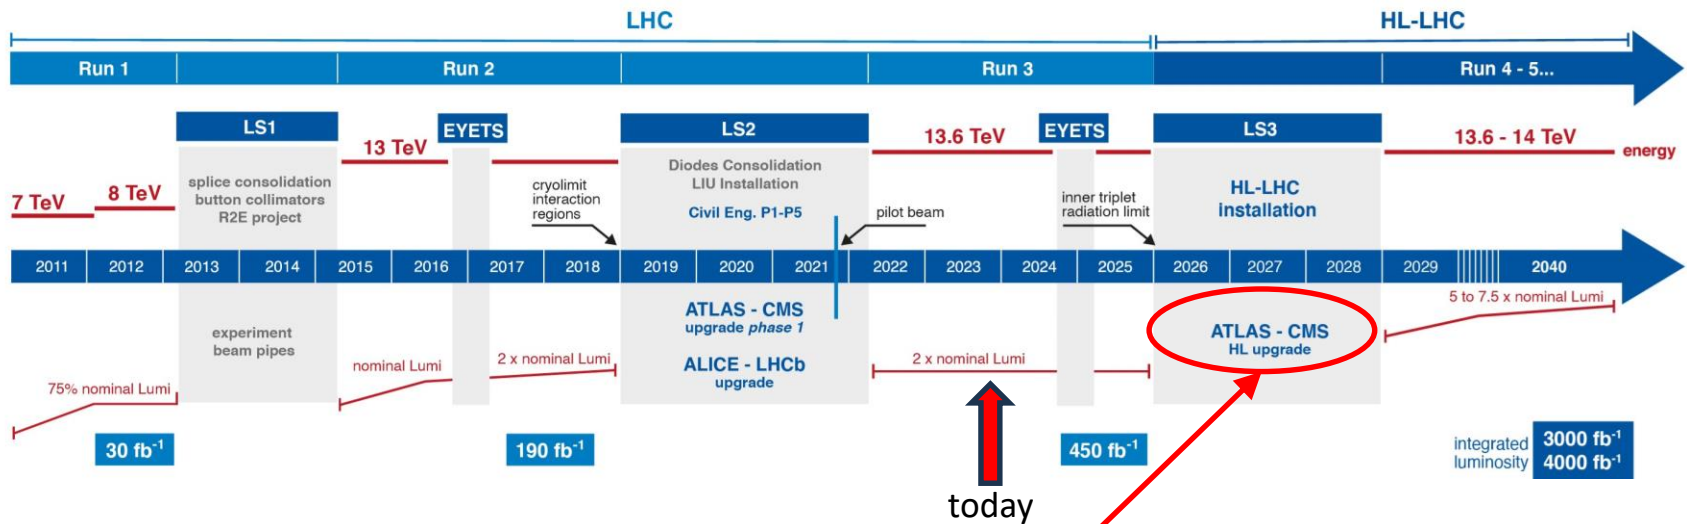 LHC
HL-LHC
Run 1
Run 2
Run 3
Run 4 - 5...
LS1
EYETS
LS2
13.6 TeV
EYETS
LS3
13.6 - 14 TeV
energy
13 TeV
7 TeV
8 TeV
splice consolidation
button collimators
R2E project
cryolimit
interaction
regions
Diodes Consolidation
LIU Installation
Civil Eng. P1-P5
pilot beam
inner triplet
radiation limit
HL-LHC
installation
2011
2012
2013
2014
2015
2016
2017
2018
2019
2020
2021
2022
2023
2024
2025
2026
2027
2028
2029
2040
5 to 7.5 x nominal Lumi
experiment
beam pipes
ATLAS - CMS
upgrade phase 1
ALICE - LHCb
upgrade
ATLAS - CMS
HL upgrade
75% nominal Lumi
nominal Lumi
2 x nominal Lumi
2 x nominal Lumi
30 fb⁻¹
190 fb⁻¹
450 fb⁻¹
integrated
luminosity
3000 fb⁻¹
4000 fb⁻¹
today